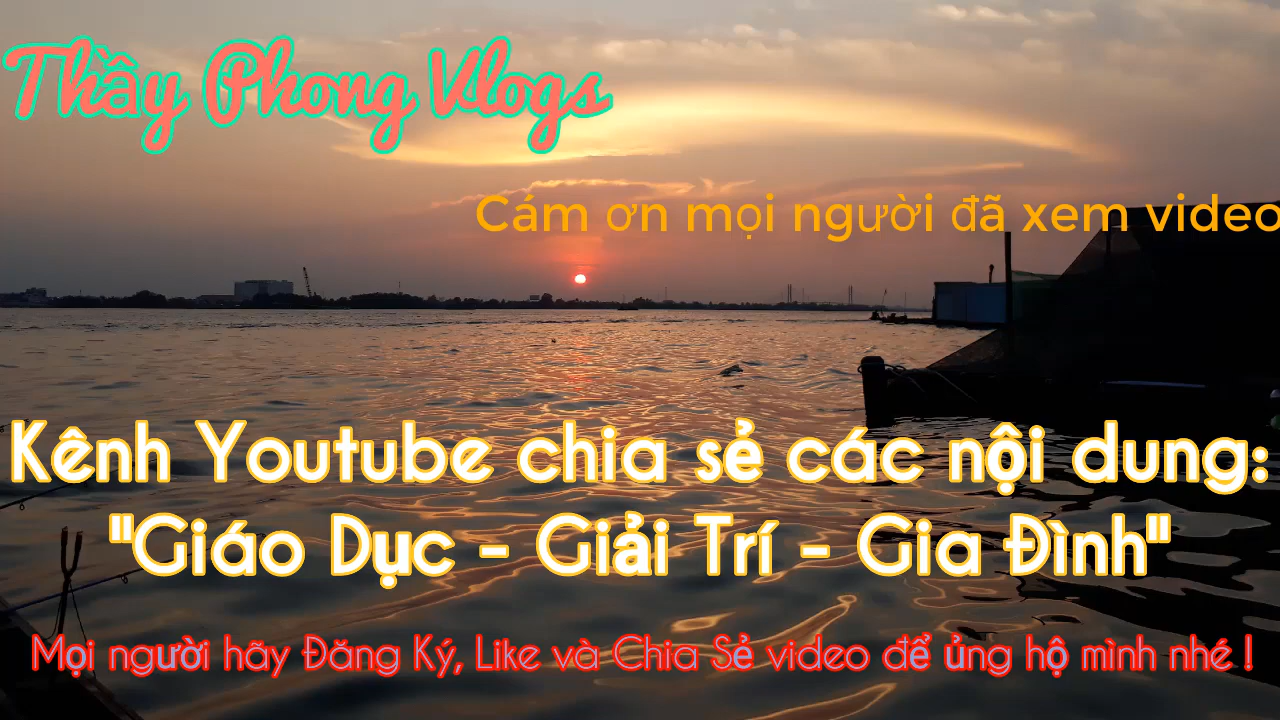 Thầy Phong Vlogs
Cám ơn mọi người đã xem video
Kênh Youtube chia sẻ các nội dung:
"Giáo Dục - Giải Trí - Gia Đình"
Mọi người hãy Đăng Ký, Like và Chia Sẻ video để ủng hộ mình nhé !